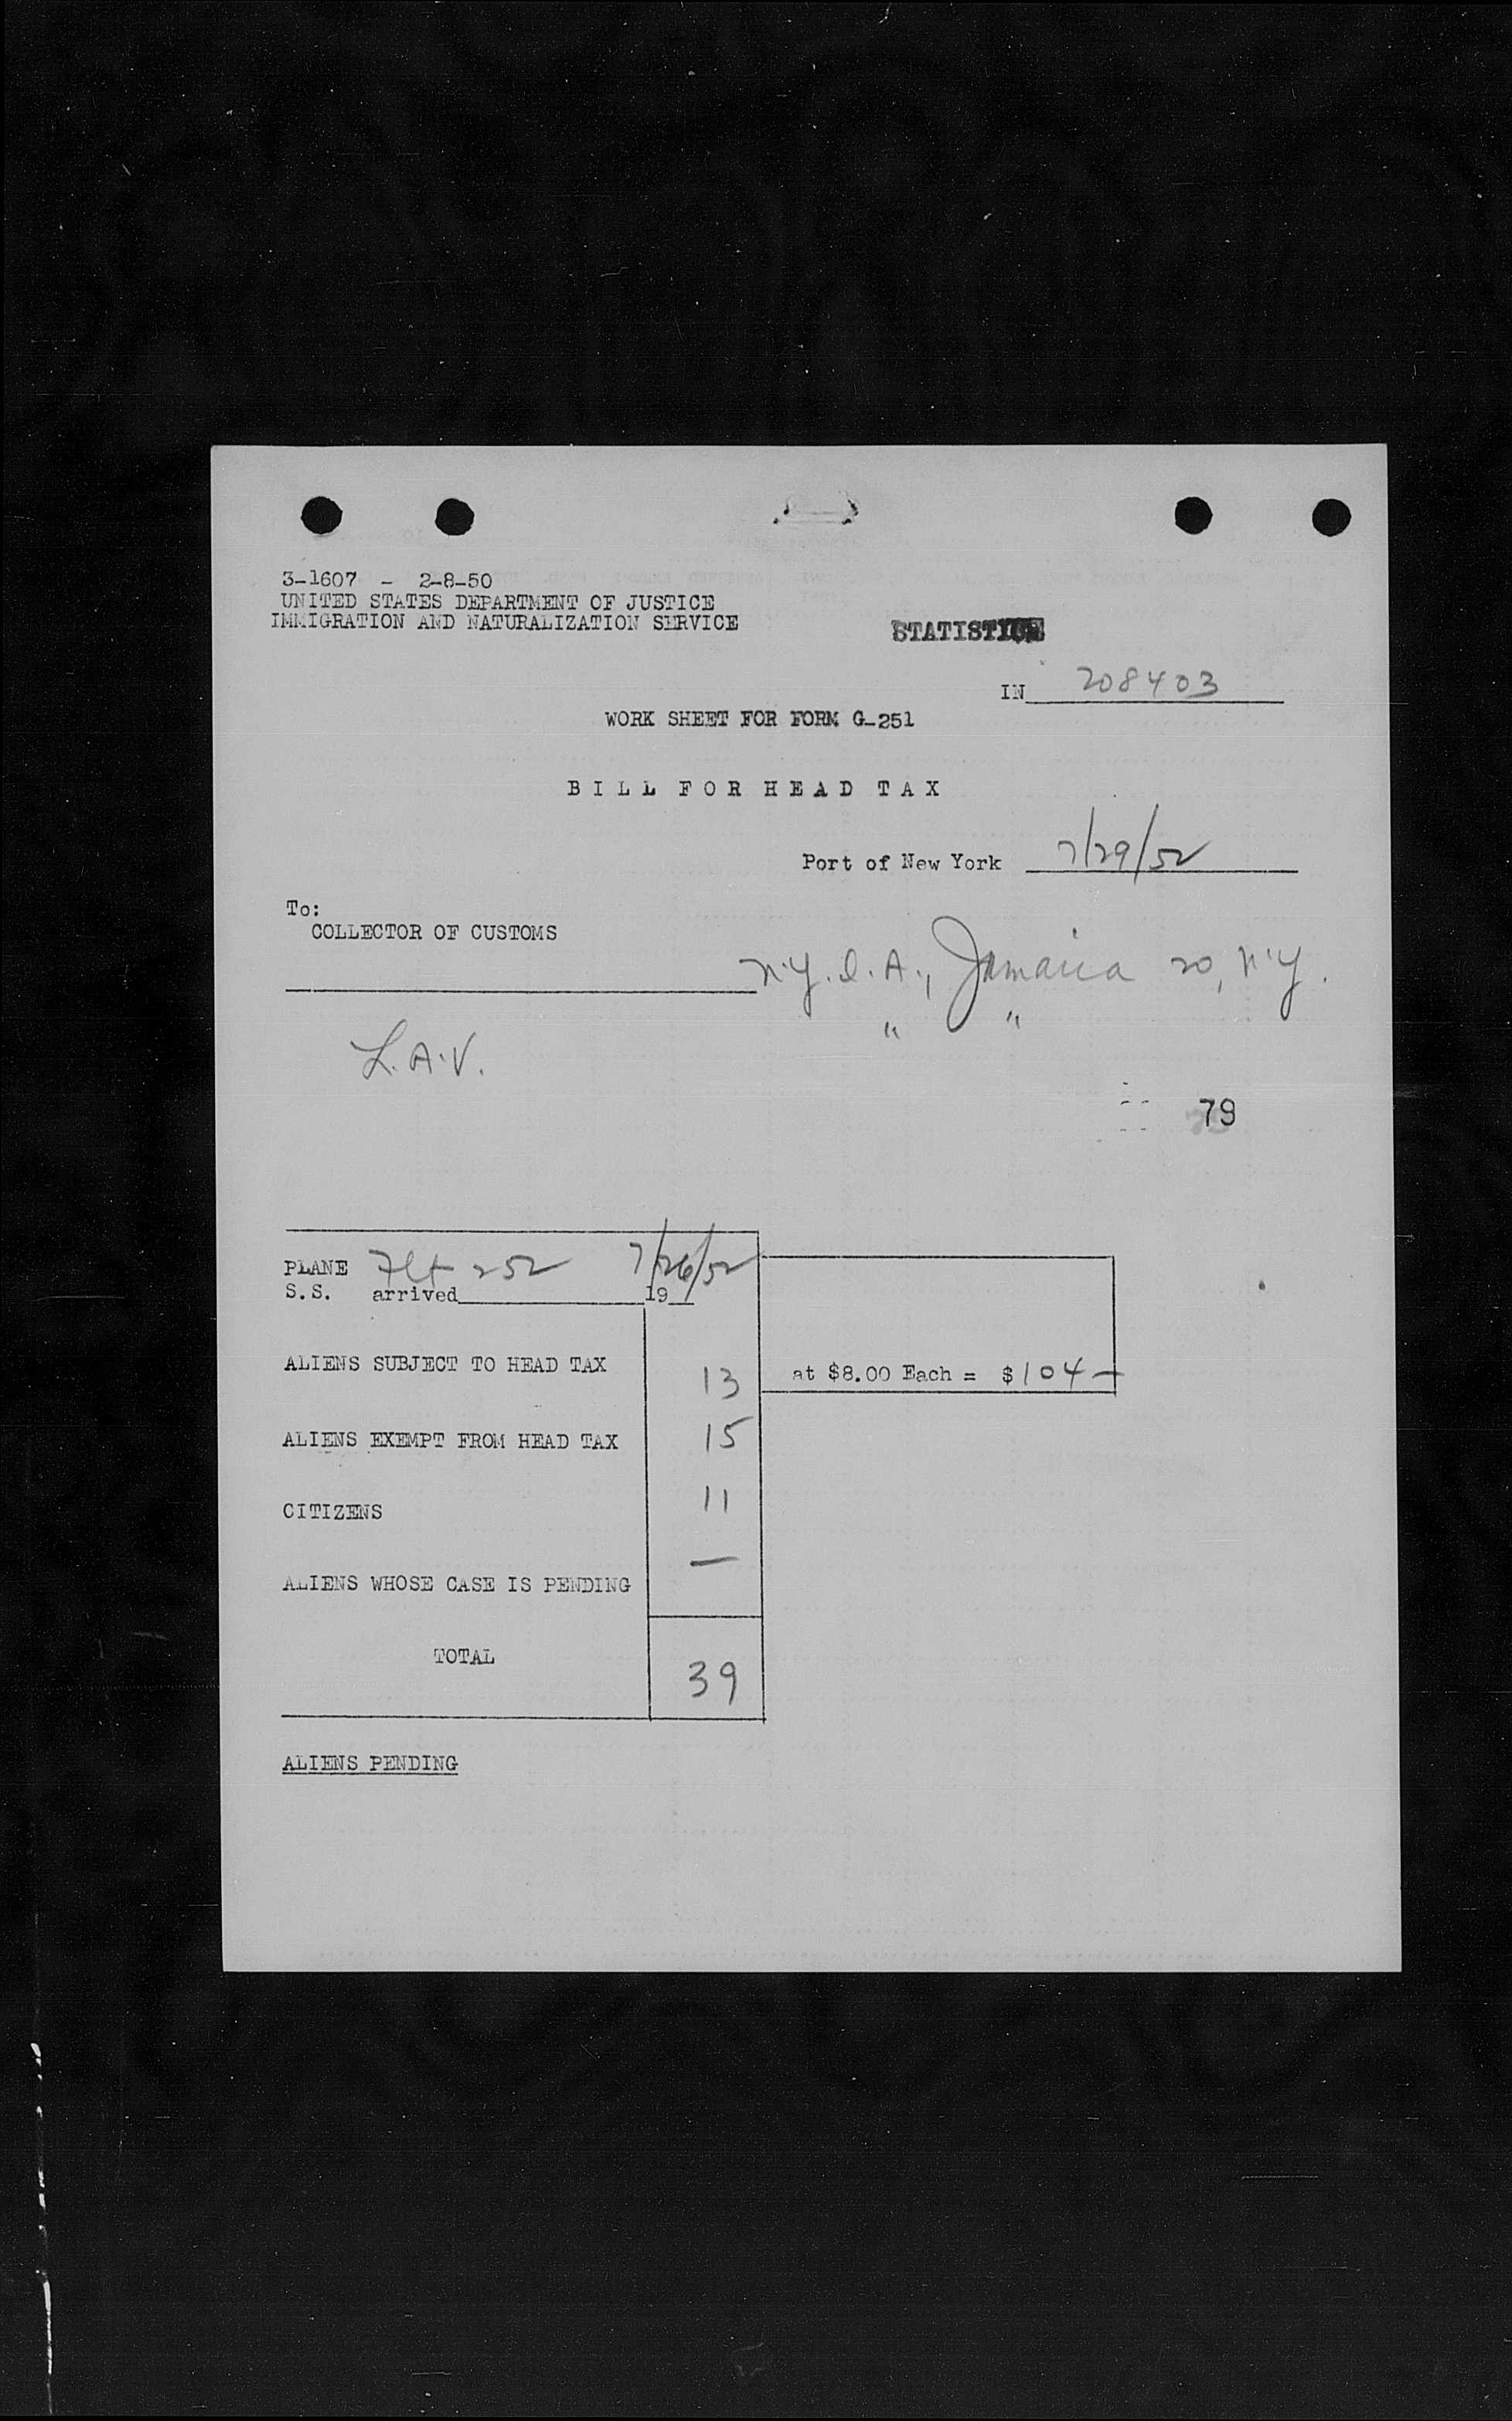 3-1607 - 2-8-50
UNITED STATES DEPARTMENT OF JUSTICE
IMMIGRATION AND NATURALIZATION SERVICE
STATISTICS
IN 208403
WORK SHEET FOR FORM G-251
BILL FOR HEAD TAX
Port of New York 7/29/52
To:
COLLECTOR OF CUSTOMS
N.Y.I.A., Jamaica 20, N.Y.
" "
L.A.V.
79
PLANE Flt 252 7/26/52
S.S. arrived 19
ALIENS SUBJECT TO HEAD TAX 13 at $8.00 Each = $104-
ALIENS EXEMPT FROM HEAD TAX 15
CITIZENS 11
ALIENS WHOSE CASE IS PENDING —
TOTAL 39
ALIENS PENDING